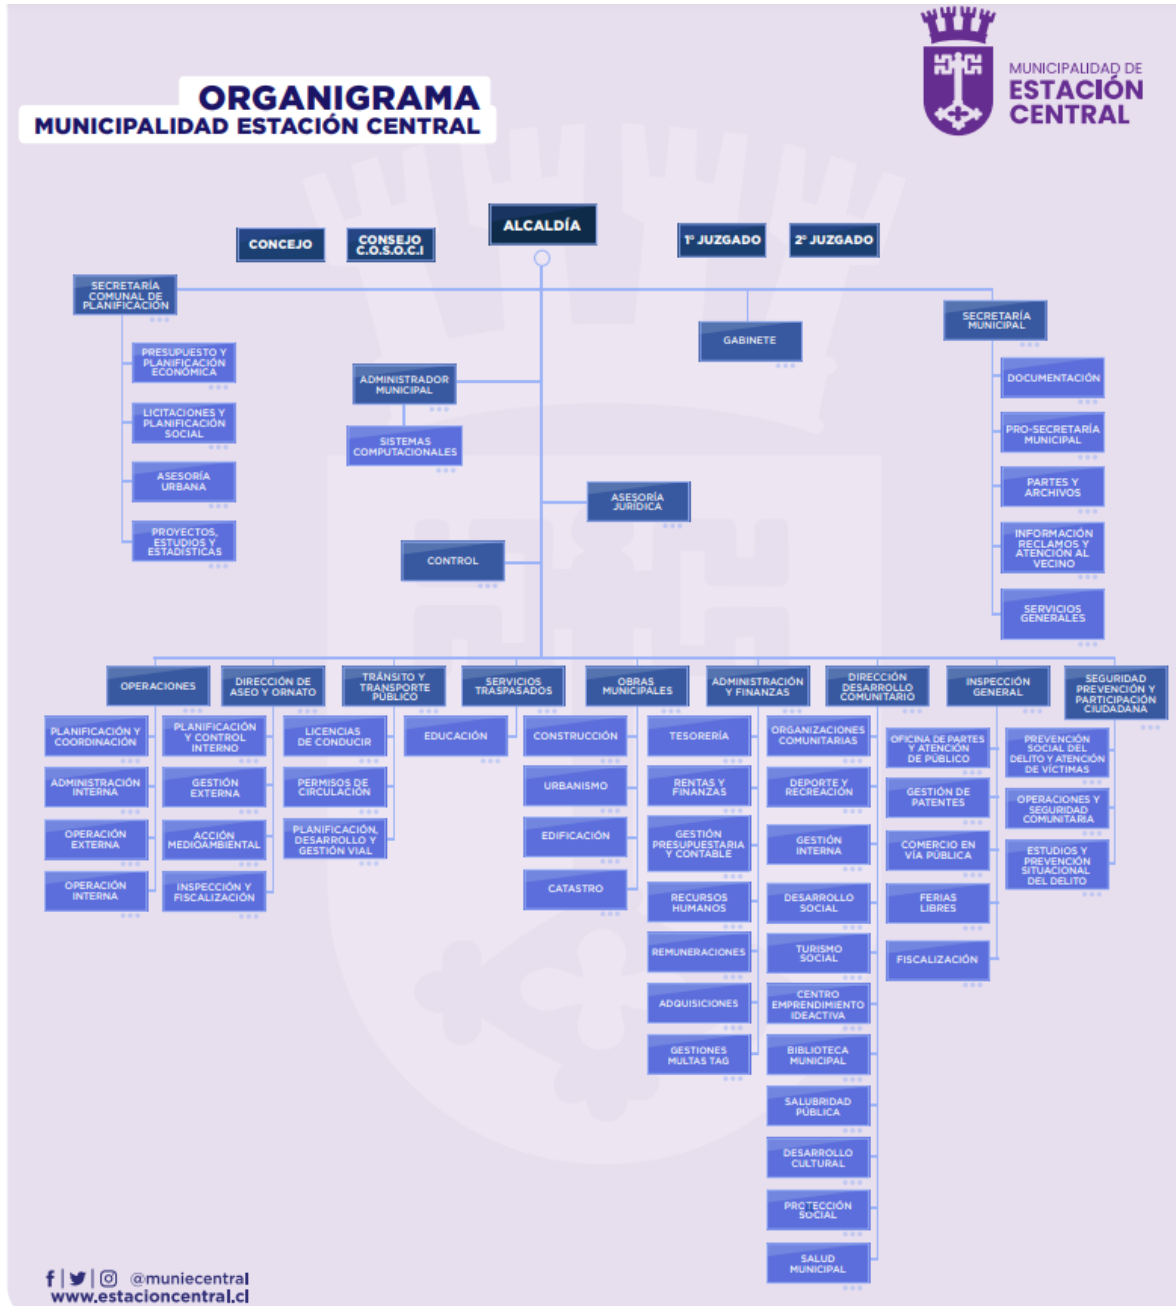 ORGANIGRAMA
MUNICIPALIDAD ESTACIÓN CENTRAL
MUNICIPALIDAD DE
ESTACIÓN
CENTRAL
ALCALDÍA
CONCEJO
CONSEJO
C.O.S.O.C.I
1º JUZGADO
2º JUZGADO
SECRETARÍA
COMUNAL DE
PLANIFICACIÓN
PRESUPUESTO Y
PLANIFICACIÓN
ECONÓMICA
LICITACIONES Y
PLANIFICACIÓN
SOCIAL
ASESORÍA
URBANA
PROYECTOS,
ESTUDIOS Y
ESTADÍSTICAS
ADMINISTRADOR
MUNICIPAL
SISTEMAS
COMPUTACIONALES
GABINETE
ASESORÍA
JURÍDICA
CONTROL
SECRETARÍA
MUNICIPAL
DOCUMENTACIÓN
PRO-SECRETARÍA
MUNICIPAL
PARTES Y
ARCHIVOS
INFORMACIÓN
RECLAMOS Y
ATENCIÓN AL
VECINO
SERVICIOS
GENERALES
OPERACIONES
PLANIFICACIÓN Y
COORDINACIÓN
ADMINISTRACIÓN
INTERNA
OPERACIÓN
EXTERNA
OPERACIÓN
INTERNA
DIRECCIÓN DE
ASEO Y ORNATO
PLANIFICACIÓN
Y CONTROL
INTERNO
GESTIÓN
EXTERNA
ACCIÓN
MEDIOAMBIENTAL
INSPECCIÓN Y
FISCALIZACIÓN
TRÁNSITO Y
TRANSPORTE
PÚBLICO
LICENCIAS
DE CONDUCIR
PERMISOS DE
CIRCULACIÓN
PLANIFICACIÓN,
DESARROLLO Y
GESTIÓN VIAL
SERVICIOS
TRASPASADOS
EDUCACIÓN
OBRAS
MUNICIPALES
CONSTRUCCIÓN
URBANISMO
EDIFICACIÓN
CATASTRO
ADMINISTRACIÓN
Y FINANZAS
TESORERÍA
RENTAS Y
FINANZAS
GESTIÓN
PRESUPUESTARIA
Y CONTABLE
RECURSOS
HUMANOS
REMUNERACIONES
ADQUISICIONES
GESTIONES
MULTAS TAG
DIRECCIÓN
DESARROLLO
COMUNITARIO
ORGANIZACIONES
COMUNITARIAS
DEPORTE Y
RECREACIÓN
GESTIÓN
INTERNA
DESARROLLO
SOCIAL
TURISMO
SOCIAL
CENTRO
EMPRENDIMIENTO
IDEACTIVA
BIBLIOTECA
MUNICIPAL
SALUBRIDAD
PÚBLICA
DESARROLLO
CULTURAL
PROTECCIÓN
SOCIAL
SALUD
MUNICIPAL
INSPECCIÓN
GENERAL
OFICINA DE PARTES
Y ATENCIÓN
DE PÚBLICO
GESTIÓN DE
PATENTES
COMERCIO EN
VÍA PÚBLICA
FERIAS
LIBRES
FISCALIZACIÓN
SEGURIDAD
PREVENCIÓN Y
PARTICIPACIÓN
CIUDADANA
PREVENCIÓN
SOCIAL DEL
DELITO Y ATENCIÓN
DE VÍCTIMAS
OPERACIONES Y
SEGURIDAD
COMUNITARIA
ESTUDIOS Y
PREVENCIÓN
SITUACIONAL
DEL DELITO
@muniecentral
www.estacioncentral.cl